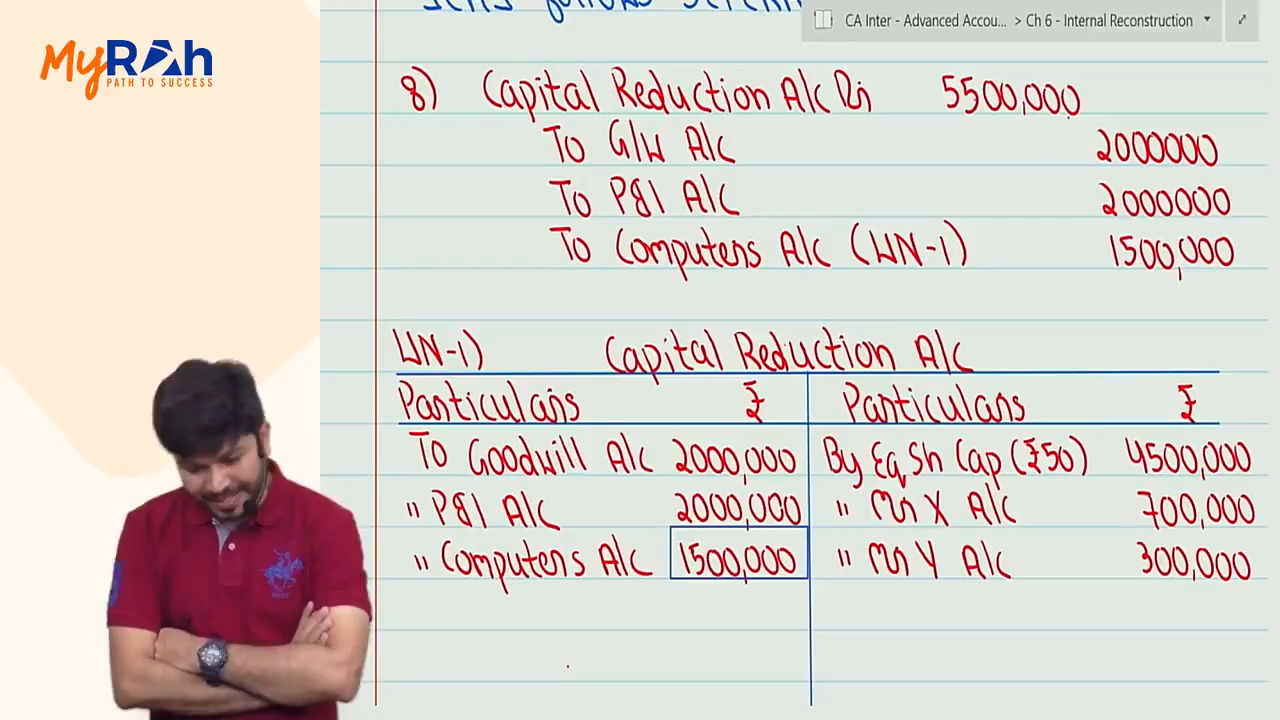 MyRAh
PATH TO SUCCESS
CA Inter - Advanced Accou... > Ch 6 - Internal Reconstruction
8) Capital Reduction A/c Dr 5500,000
To G/W A/c 2000000
To P&l A/c 2000000
To Computers A/c (WN-1) 1500,000
WN-1) Capital Reduction A/c
Particulars ₹ Particulars ₹
To Goodwill A/c 2000,000 By Eq Sh Cap (₹50) 4500,000
" P&l A/c 2000,000 " Mr X A/c 700,000
" Computers A/c 1500,000 " Mr Y A/c 300,000